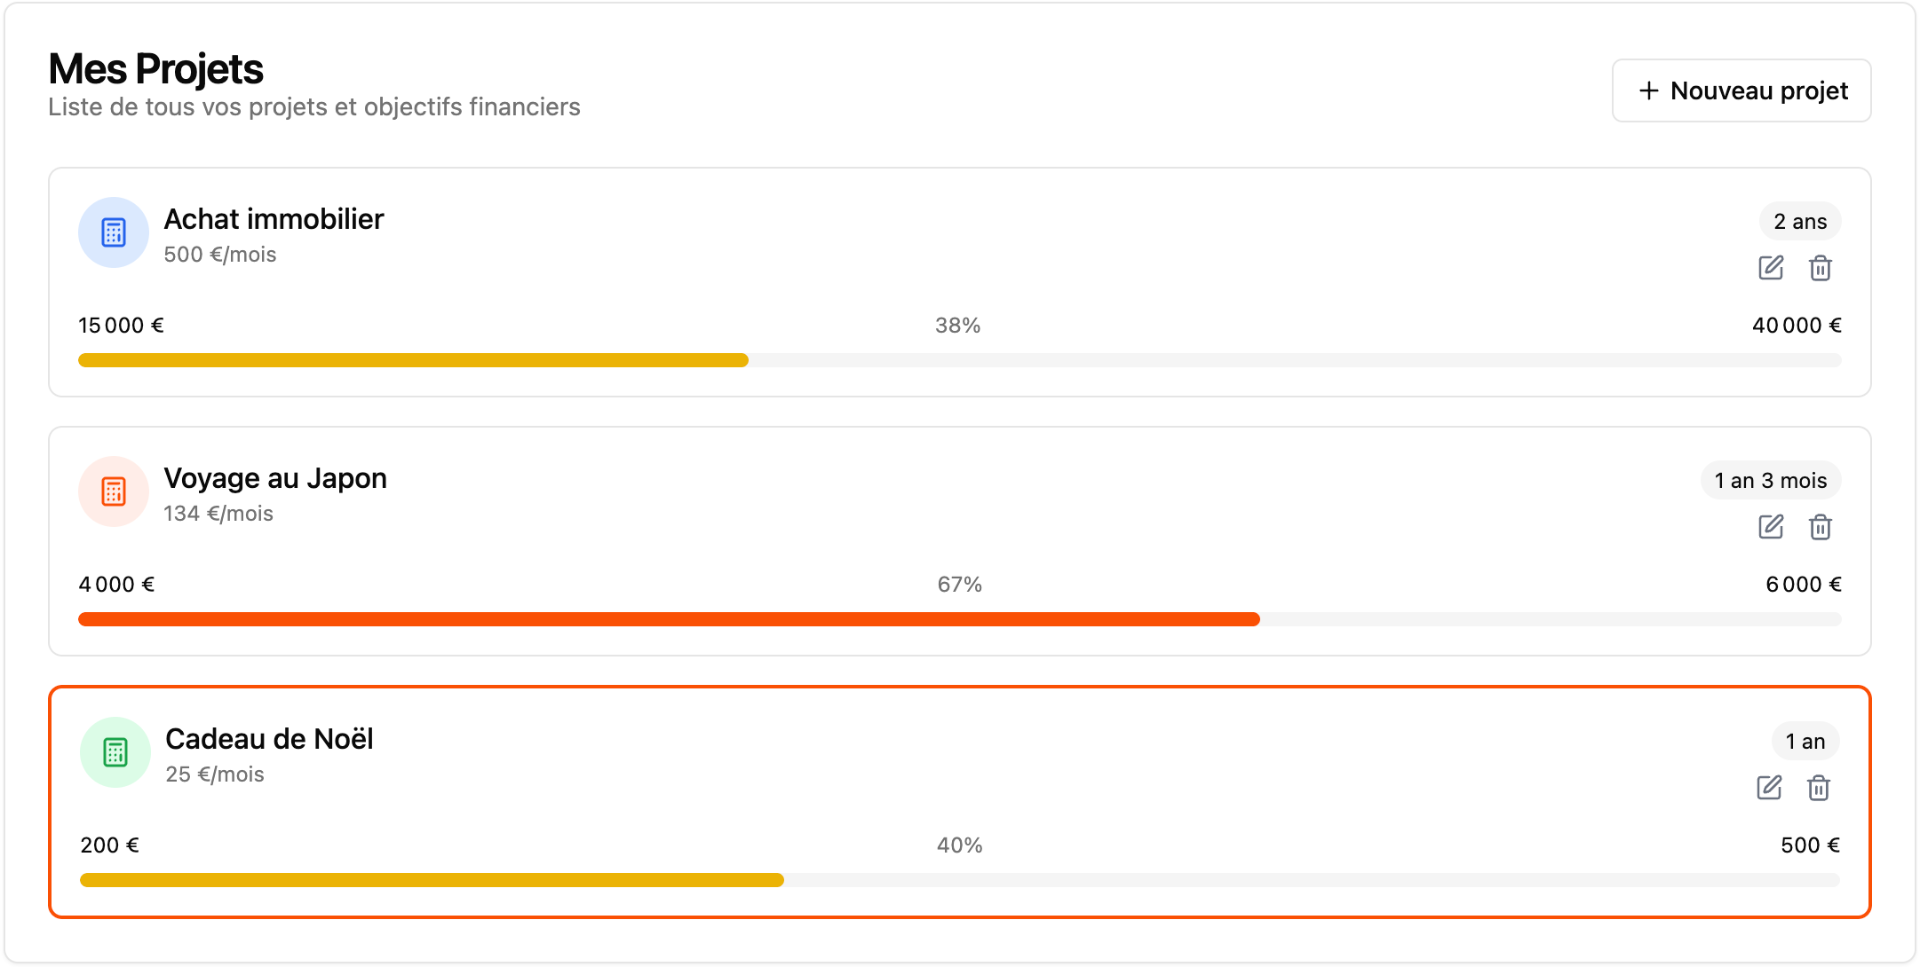 Mes Projets
Liste de tous vos projets et objectifs financiers
+ Nouveau projet
Achat immobilier
500 €/mois
2 ans
15 000 €
38%
40 000 €
Voyage au Japon
134 €/mois
1 an 3 mois
4 000 €
67%
6 000 €
Cadeau de Noël
25 €/mois
1 an
200 €
40%
500 €